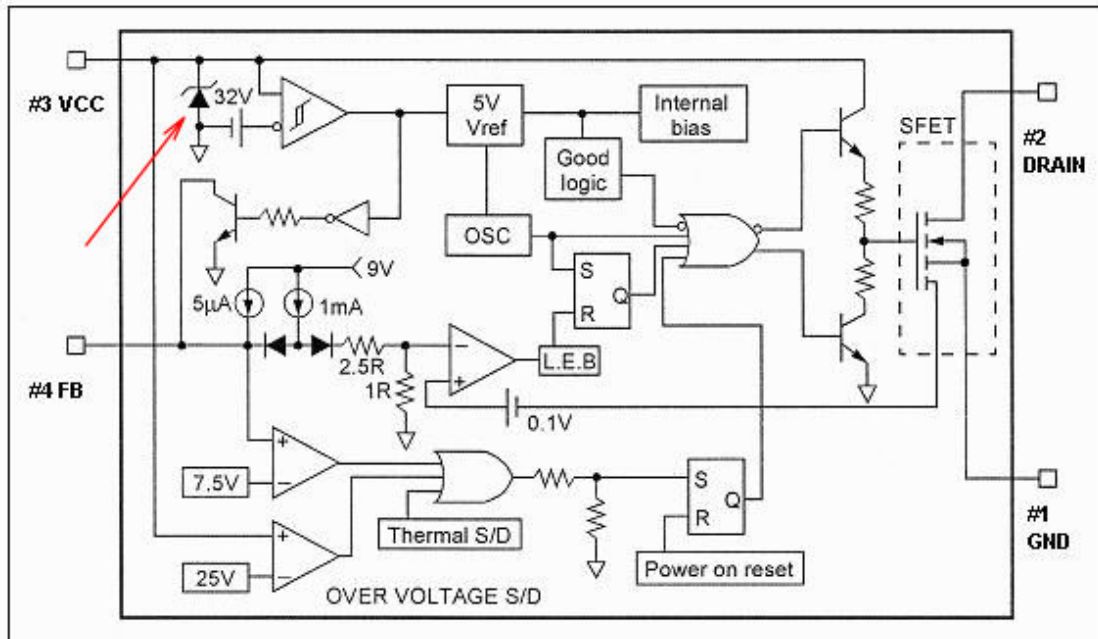 #3 VCC
32V
5V
Vref
Internal
bias
Good
logic
SFET
#2
DRAIN
OSC
9V
5μA
1mA
S
R
Q
#4 FB
2.5R
1R
L.E.B
0.1V
7.5V
25V
Thermal S/D
S
R
Q
Power on reset
#1
GND
OVER VOLTAGE S/D